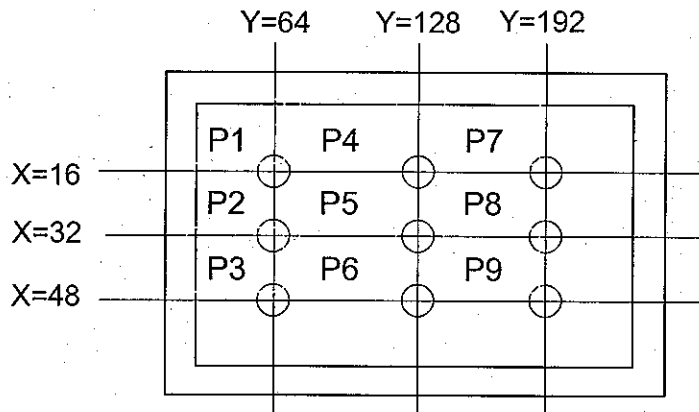 Y=64 Y=128 Y=192
P1 P4 P7
X=16
P2 P5 P8
X=32
P3 P6 P9
X=48